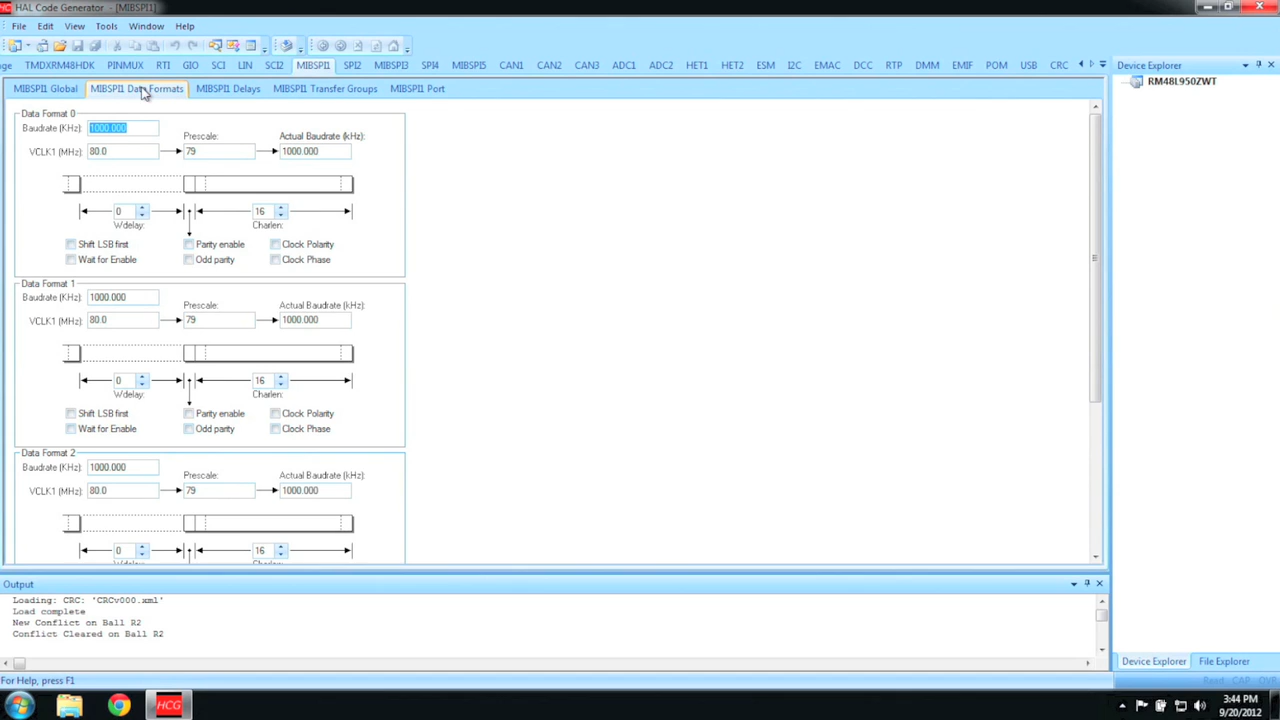 HCG HAL Code Generator - [MIBSPI1]
File Edit View Tools Window Help
ge TMDXRM48HDK PINMUX RTI GIO SCI LIN SCI2 MIBSPI1 SPI2 MIBSPI3 SPI4 MIBSPI5 CAN1 CAN2 CAN3 ADC1 ADC2 HET1 HET2 ESM I2C EMAC DCC RTP DMM EMIF POM USB CRC
Device Explorer
RM48L950ZWT
MIBSPI1 Global MIBSPI1 Data Formats MIBSPI1 Delays MIBSPI1 Transfer Groups MIBSPI1 Port
Data Format 0
Baudrate (KHz): 1000.000 Prescale: Actual Baudrate (kHz):
VCLK1 (MHz): 80.0 79 1000.000
0 16
Wdelay: Charlen:
Shift LSB first Parity enable Clock Polarity
Wait for Enable Odd parity Clock Phase
Data Format 1
Baudrate (KHz): 1000.000 Prescale: Actual Baudrate (kHz):
VCLK1 (MHz): 80.0 79 1000.000
0 16
Wdelay: Charlen:
Shift LSB first Parity enable Clock Polarity
Wait for Enable Odd parity Clock Phase
Data Format 2
Baudrate (KHz): 1000.000 Prescale: Actual Baudrate (kHz):
VCLK1 (MHz): 80.0 79 1000.000
0 16
Output
Loading: CRC: 'CRCv000.xml'
Load complete
New Conflict on Ball R2
Conflict Cleared on Ball R2
Device Explorer File Explorer
For Help, press F1
Read CAP OVR
HCG
3:44 PM
9/20/2012